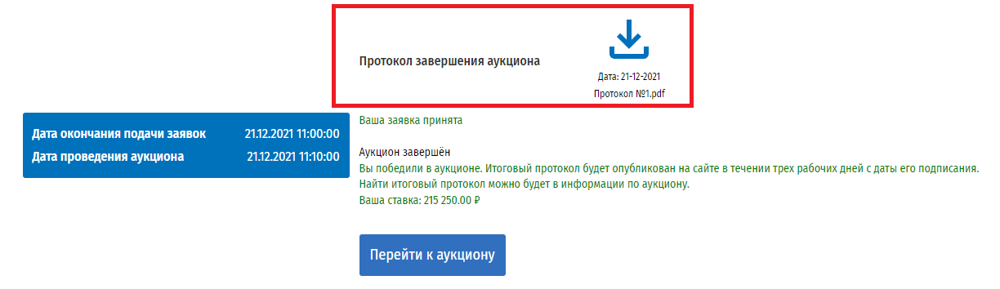 Протокол завершения аукциона
Дата: 21-12-2021
Протокол №1.pdf
Дата окончания подачи заявок 21.12.2021 11:00:00
Дата проведения аукциона 21.12.2021 11:10:00
Ваша заявка принята
Аукцион завершён
Вы победили в аукционе. Итоговый протокол будет опубликован на сайте в течении трех рабочих дней с даты его подписания.
Найти итоговый протокол можно будет в информации по аукциону.
Ваша ставка: 215 250.00 ₽
Перейти к аукциону